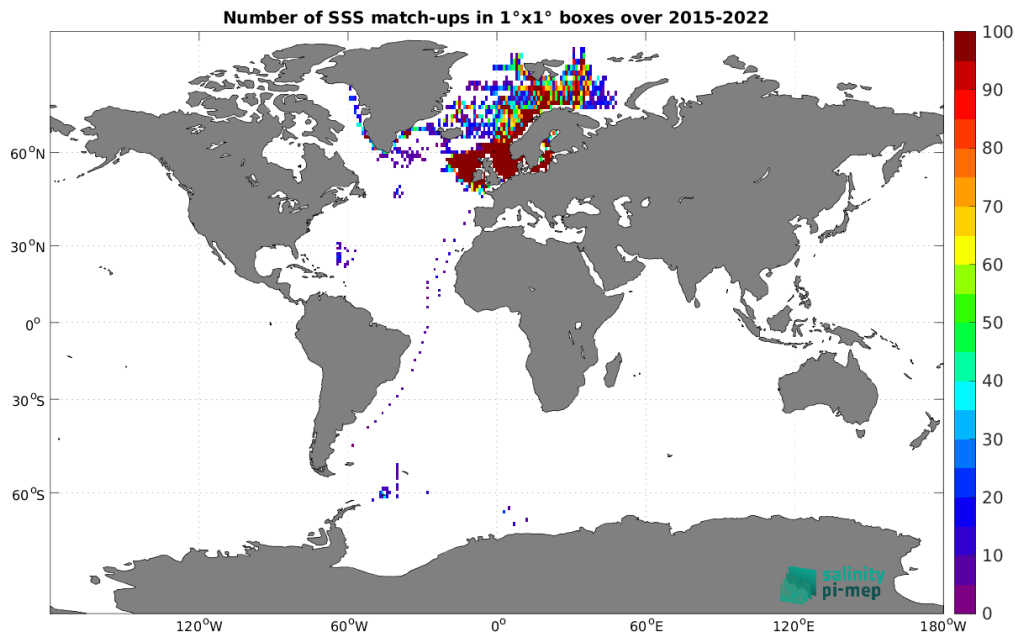 Number of SSS match-ups in 1°x1° boxes over 2015-2022
100
90
80
70
60
50
40
30
20
10
0
60°N
30°N
0°
30°S
60°S
salinity
pi-mep
120°W 60°W 0° 60°E 120°E 180°W